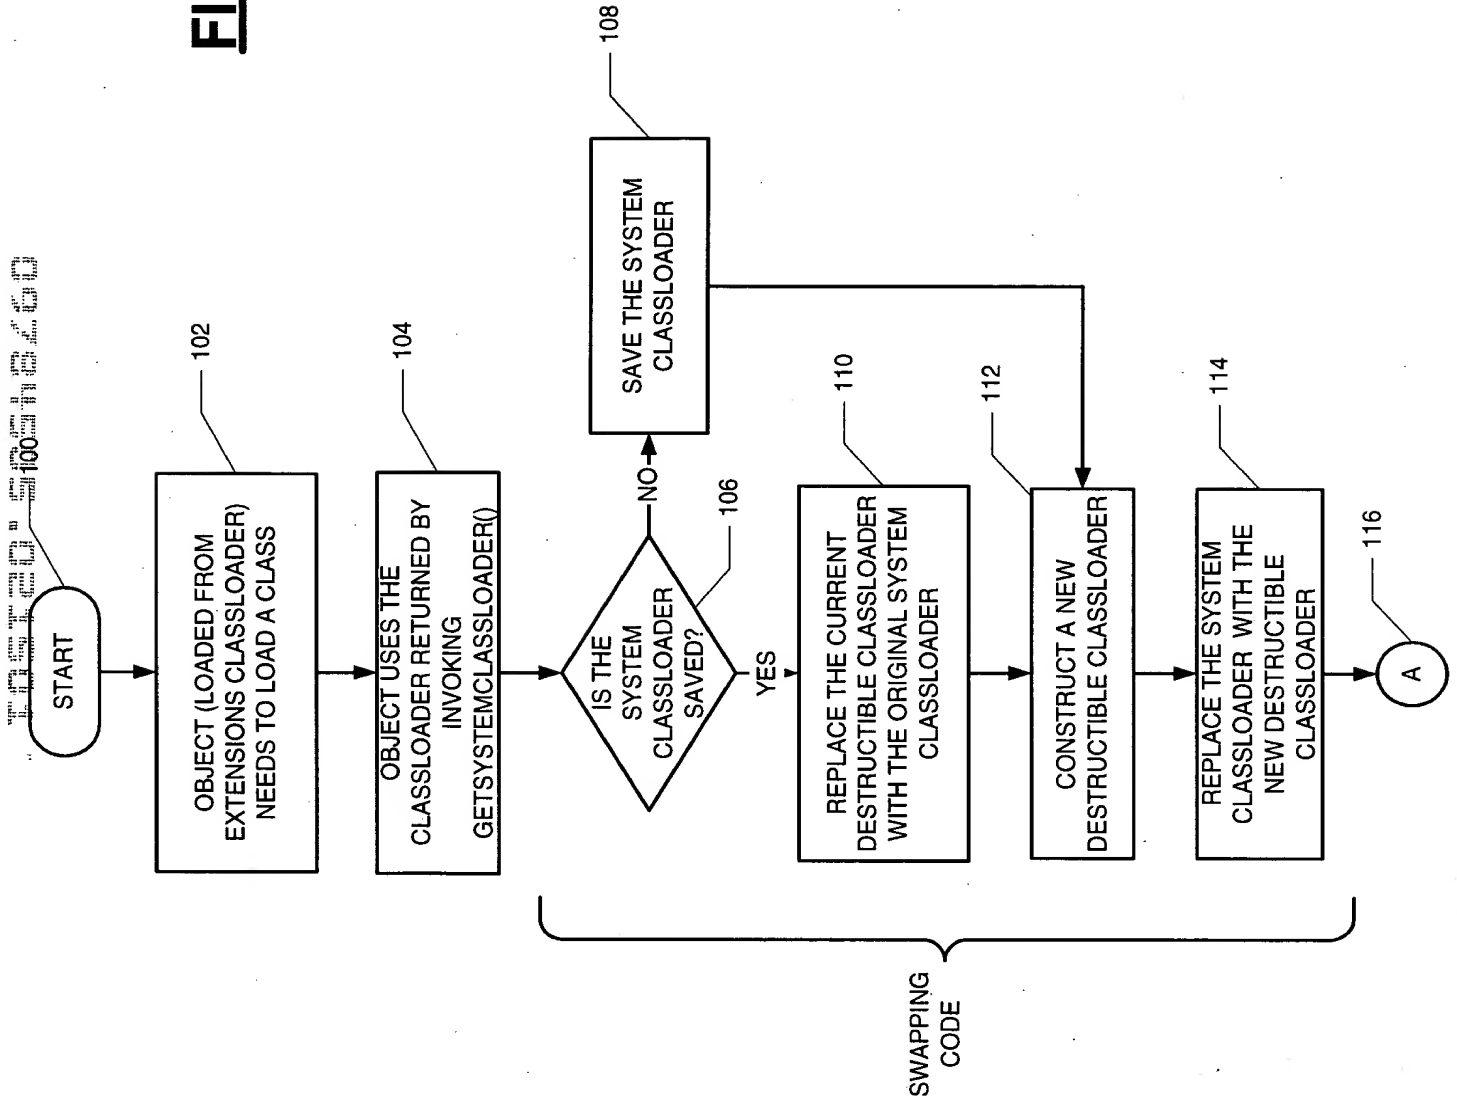 FI
100
START
102
OBJECT (LOADED FROM
EXTENSIONS CLASSLOADER)
NEEDS TO LOAD A CLASS
104
OBJECT USES THE
CLASSLOADER RETURNED BY
INVOKING
GETSYSTEMCLASSLOADER()
106
IS THE
SYSTEM
CLASSLOADER
SAVED?
NO
108
SAVE THE SYSTEM
CLASSLOADER
YES
110
REPLACE THE CURRENT
DESTRUCTIBLE CLASSLOADER
WITH THE ORIGINAL SYSTEM
CLASSLOADER
112
CONSTRUCT A NEW
DESTRUCTIBLE CLASSLOADER
114
REPLACE THE SYSTEM
CLASSLOADER WITH THE
NEW DESTRUCTIBLE
CLASSLOADER
116
A
SWAPPING
CODE